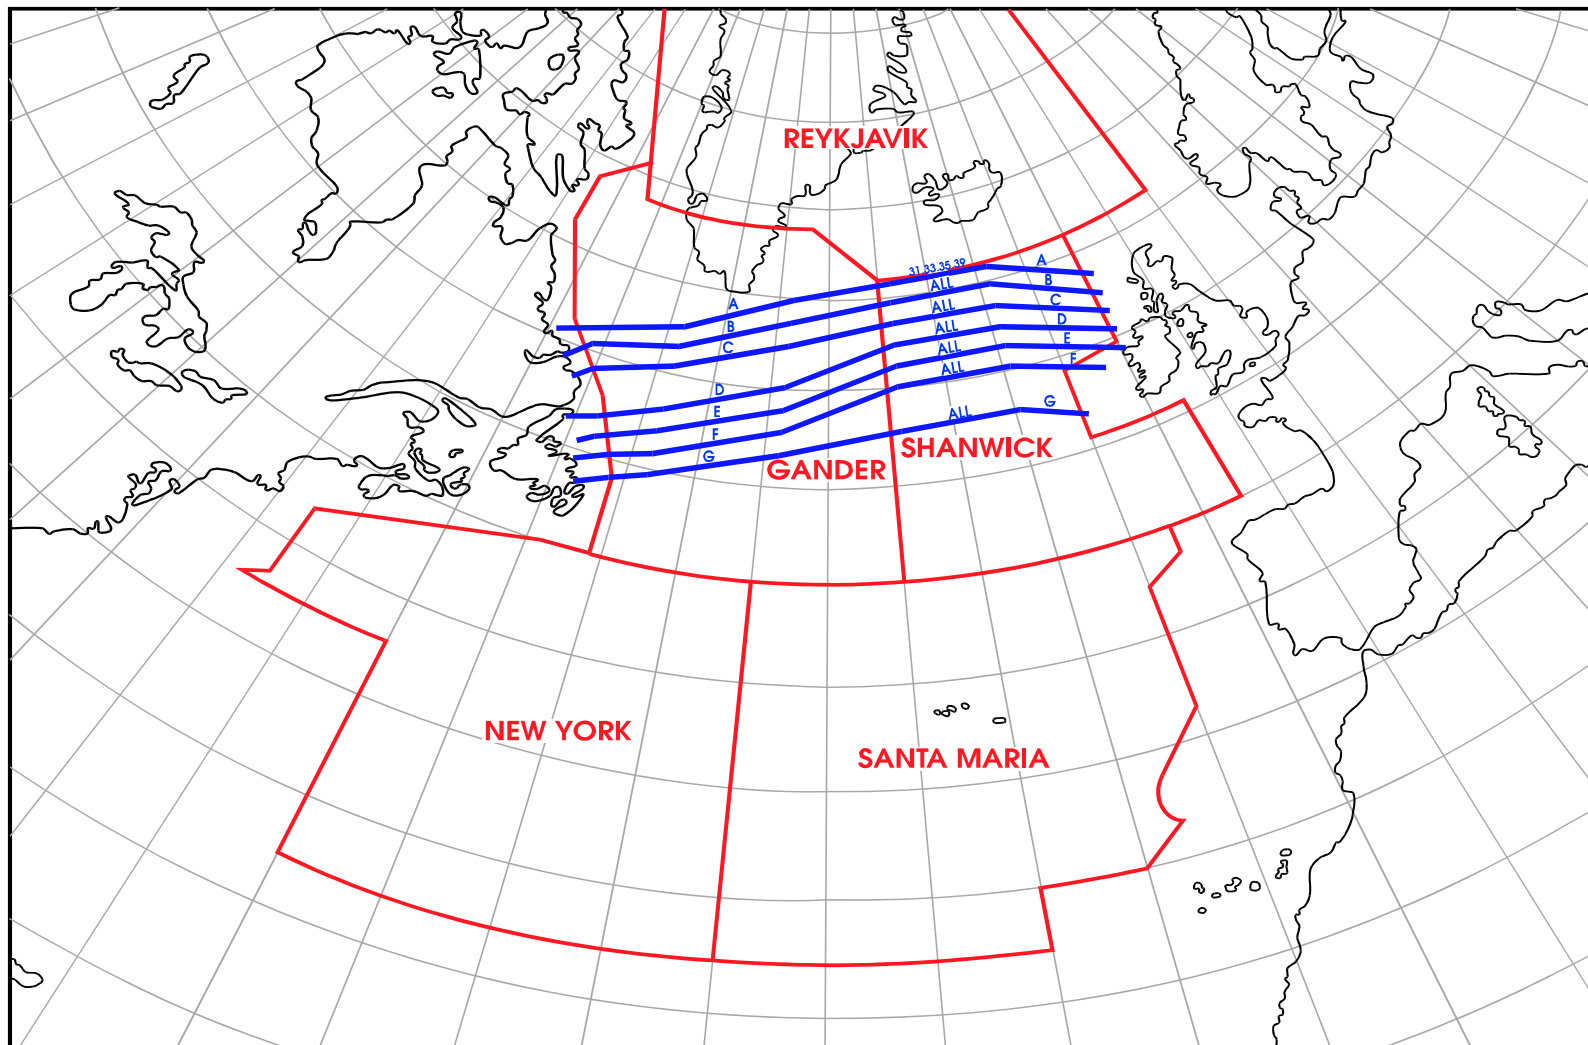 REYKJAVIK
31,33,35,39
A
ALL
B
A
ALL
C
B
ALL
D
C
ALL
E
ALL
F
D
ALL
G
E
ALL
F
SHANWICK
G
GANDER
NEW YORK
SANTA MARIA